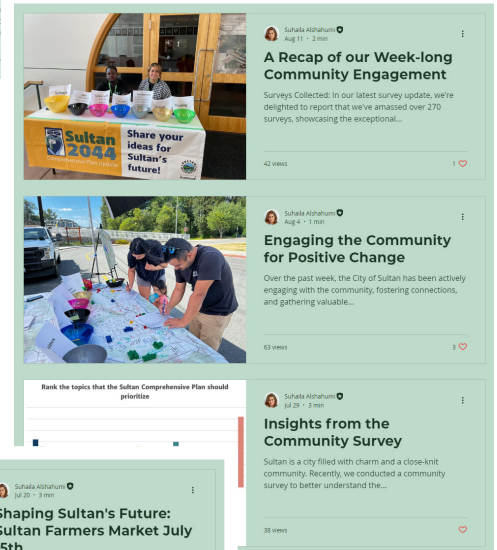 Suhaila Alshahumi
Aug 11 · 2 min
A Recap of our Week-long
Community Engagement
Surveys Collected: In our latest survey update, we're
delighted to report that we've amassed over 270
surveys, showcasing the exceptional...
42 views
1
Sultan
2044
Comprehensive Plan Update
Share your
ideas for
Sultan's
future!
Suhaila Alshahumi
Aug 4 · 1 min
Engaging the Community
for Positive Change
Over the past week, the City of Sultan has been actively
engaging with the community, fostering connections,
and gathering valuable...
63 views
3
Rank the topics that the Sultan Comprehensive Plan should
prioritize
Suhaila Alshahumi
Jul 29 · 3 min
Insights from the
Community Survey
Sultan is a city filled with charm and a close-knit
community. Recently, we conducted a community
survey to better understand the...
38 views
Suhaila Alshahumi
Jul 20 · 3 min
Shaping Sultan's Future:
Sultan Farmers Market July